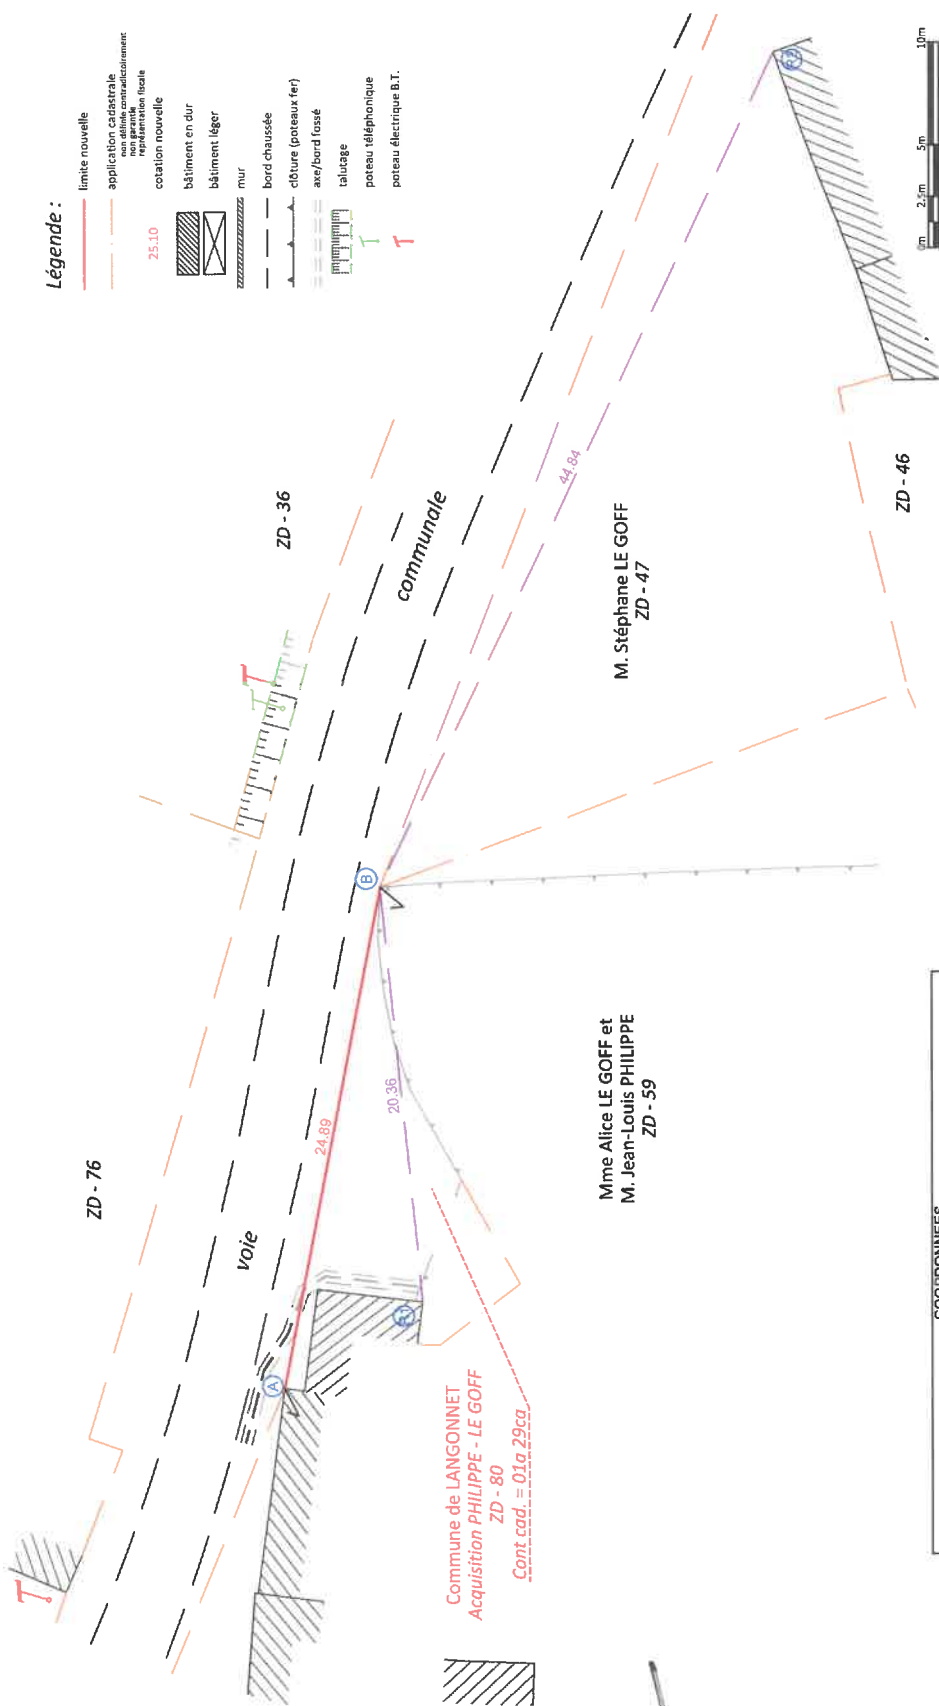 Légende :
limite nouvelle
application cadastrale
non définie contradictoirement
non garantie
représentation fiscale
25.10
cotation nouvelle
bâtiment en dur
bâtiment léger
mur
bord chaussée
clôture (poteaux fer)
axe/bord fossé
talutage
poteau téléphonique
poteau électrique B.T.
ZD - 76
ZD - 36
voie
communale
A
B
R1
R2
24.89
20.36
44.84
M. Stéphane LE GOFF
ZD - 47
ZD - 46
Mme Alice LE GOFF et
M. Jean-Louis PHILIPPE
ZD - 59
Commune de LANGONNET
Acquisition PHILIPPE - LE GOFF
ZD - 80
Cont cad. = 01a 29ca
0m
2,5m
5m
10m
COORDONNEES